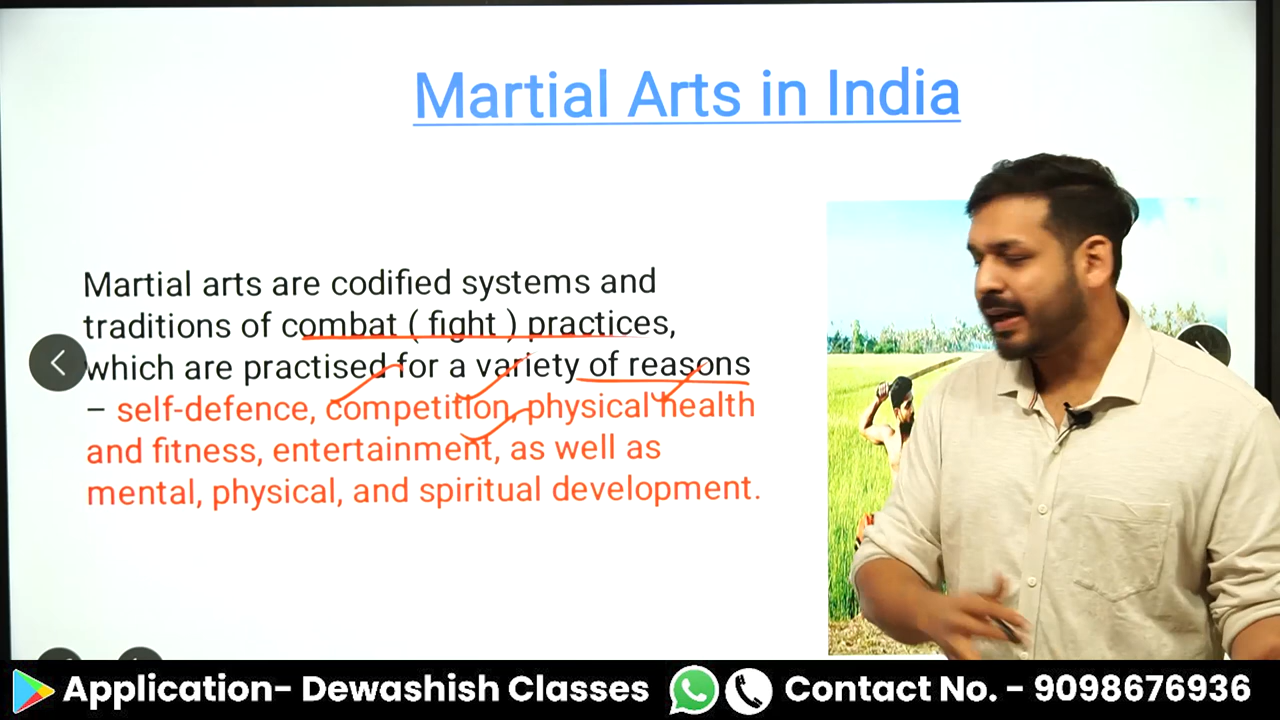 Martial Arts in India
Martial arts are codified systems and
traditions of combat ( fight ) practices,
which are practised for a variety of reasons
– self-defence, competition, physical health
and fitness, entertainment, as well as
mental, physical, and spiritual development.
Application- Dewashish Classes
Contact No. - 9098676936